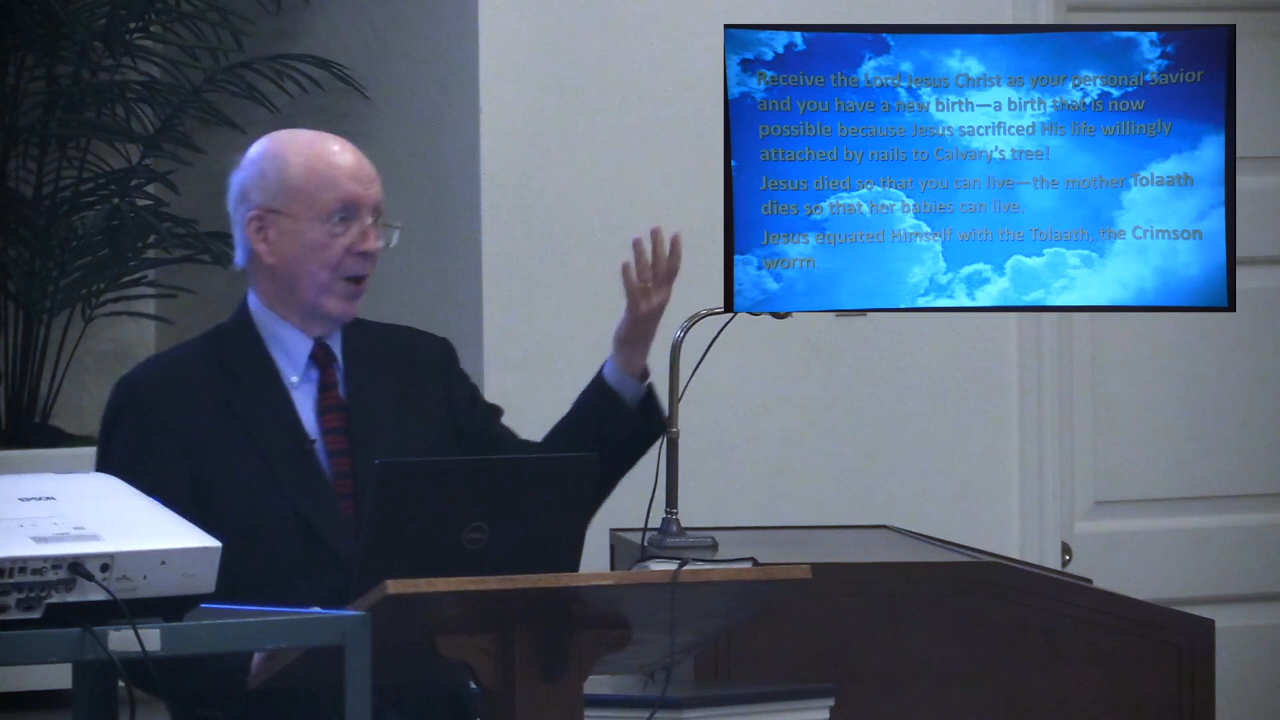 Receive the Lord Jesus Christ as your personal Savior
and you have a new birth—a birth that is now
possible because Jesus sacrificed His life willingly
attached by nails to Calvary's tree!
Jesus died so that you can live—the mother Tolaath
dies so that her babies can live.
Jesus equated Himself with the Tolaath, the Crimson
worm
EPSON
DELL